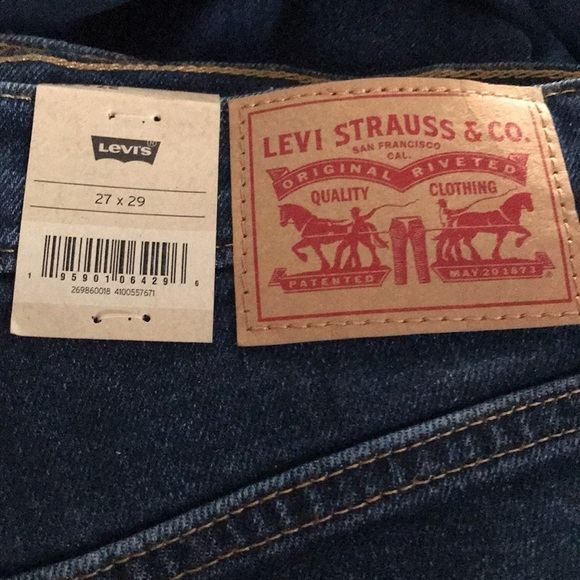 Levi's®
27 x 29
1 95901 06429 6
269860018 4100557671
LEVI STRAUSS & CO.
SAN FRANCISCO
CAL.
ORIGINAL RIVETED
QUALITY CLOTHING
PATENTED MAY 20 1873 ®